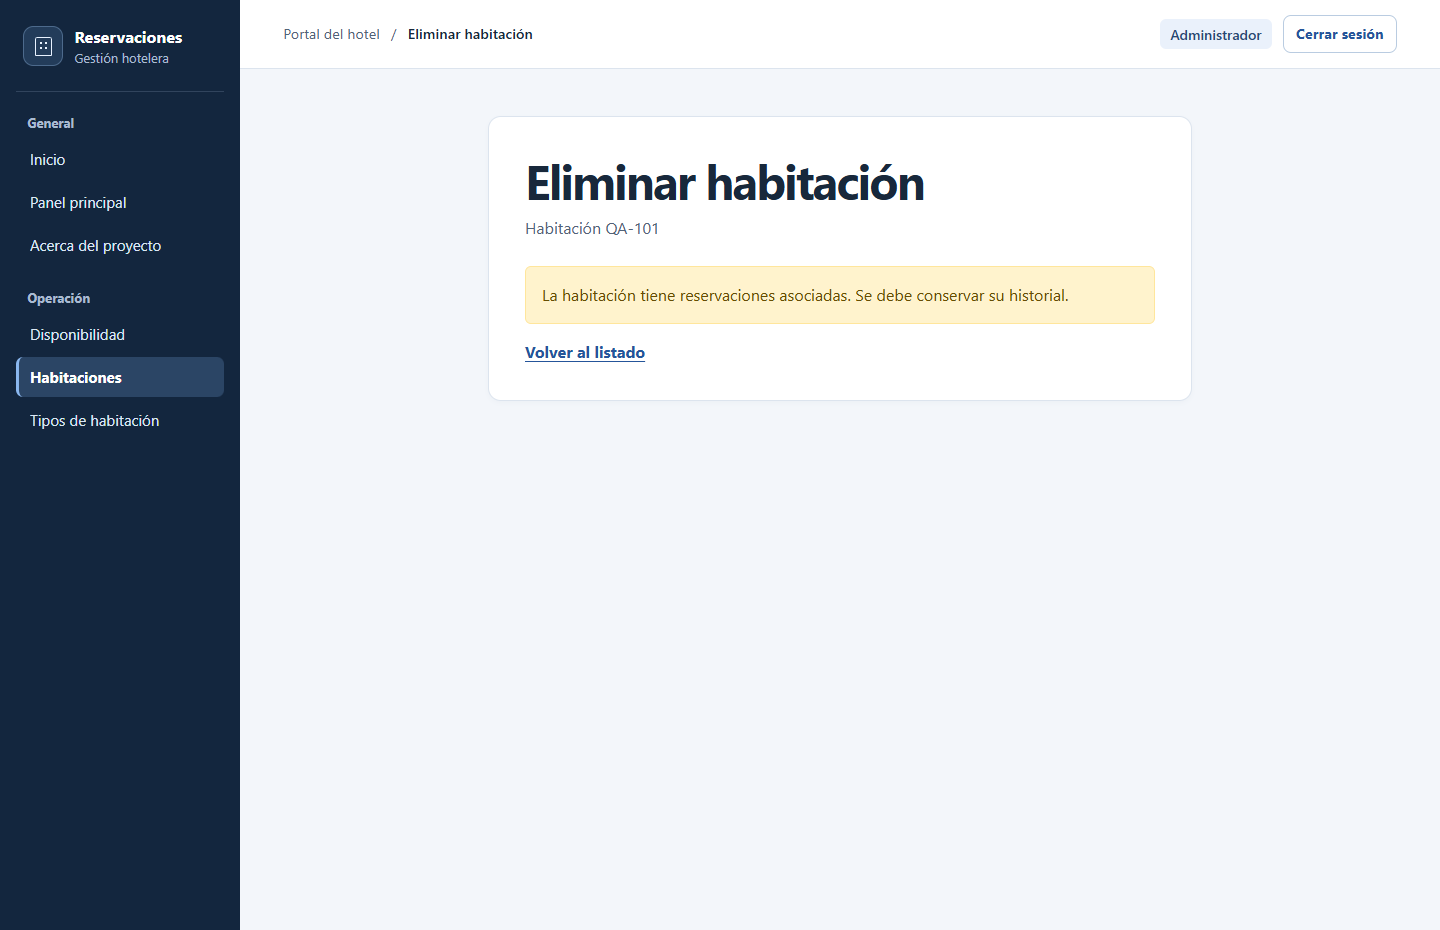 Reservaciones
Gestión hotelera
General
Inicio
Panel principal
Acerca del proyecto
Operación
Disponibilidad
Habitaciones
Tipos de habitación
Portal del hotel / Eliminar habitación
Administrador
Cerrar sesión
Eliminar habitación
Habitación QA-101
La habitación tiene reservaciones asociadas. Se debe conservar su historial.
Volver al listado